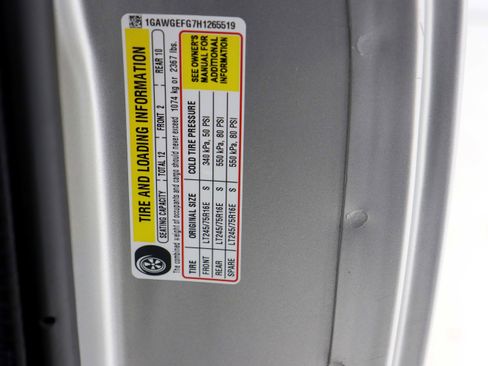 1GAWGEFG7H1265519
TIRE AND LOADING INFORMATION
SEATING CAPACITY TOTAL 12 FRONT 2 REAR 10
The combined weight of occupants and cargo should never exceed 1074 kg or 2367 lbs.
TIRE ORIGINAL SIZE COLD TIRE PRESSURE
FRONT LT245/75R16E S 340 kPa, 50 PSI
REAR LT245/75R16E S 550 kPa, 80 PSI
SPARE LT245/75R16E S 550 kPa, 80 PSI
SEE OWNER'S
MANUAL FOR
ADDITIONAL
INFORMATION